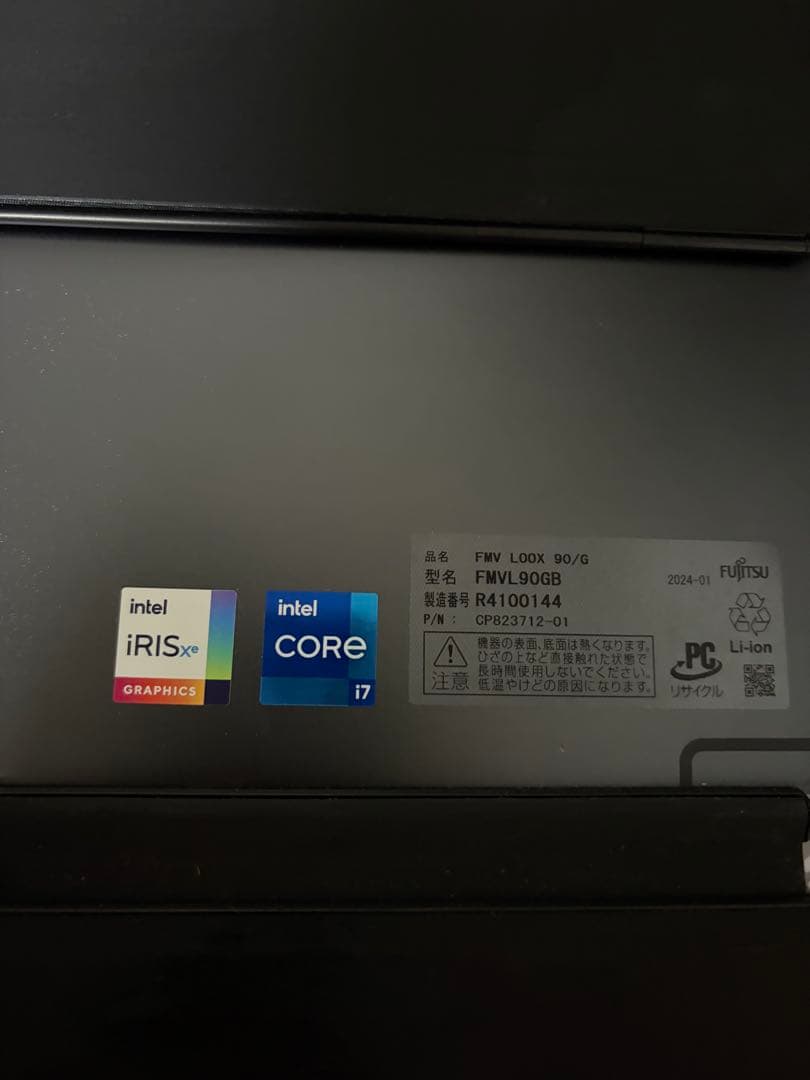 intel
iRISxe
GRAPHICS
intel
CORE
i7
品名 FMV LOOX 90/G
型名 FMVL90GB
製造番号 R4100144
P/N : CP823712-01
2024-01 FUJITSU
注意
機器の表面、底面は熱くなります。
ひざの上など直接触れた状態で
長時間使用しないでください。
低温やけどの原因になります。
PC
リサイクル
Li-ion